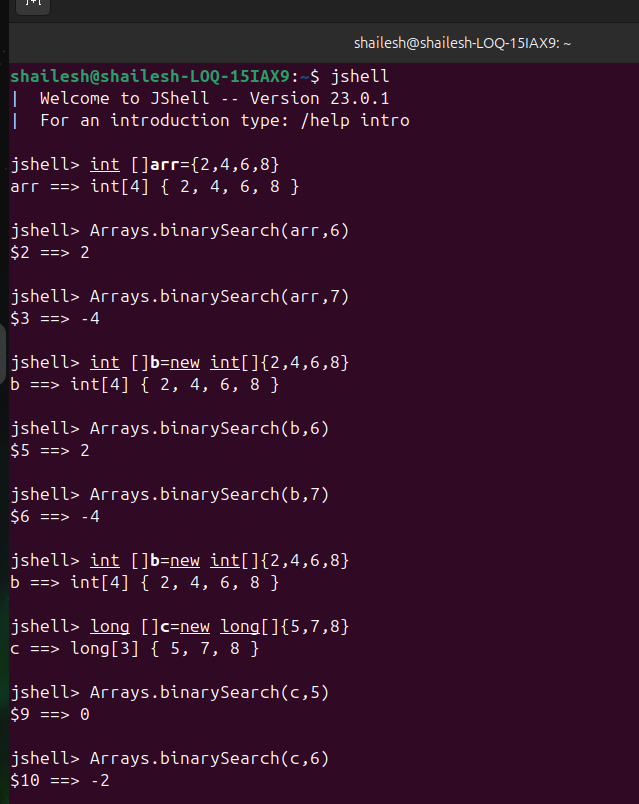 shailesh@shailesh-LOQ-15IAX9: ~
shailesh@shailesh-LOQ-15IAX9:~$ jshell
|  Welcome to JShell -- Version 23.0.1
|  For an introduction type: /help intro
jshell> int []arr={2,4,6,8}
arr ==> int[4] { 2, 4, 6, 8 }
jshell> Arrays.binarySearch(arr,6)
$2 ==> 2
jshell> Arrays.binarySearch(arr,7)
$3 ==> -4
jshell> int []b=new int[]{2,4,6,8}
b ==> int[4] { 2, 4, 6, 8 }
jshell> Arrays.binarySearch(b,6)
$5 ==> 2
jshell> Arrays.binarySearch(b,7)
$6 ==> -4
jshell> int []b=new int[]{2,4,6,8}
b ==> int[4] { 2, 4, 6, 8 }
jshell> long []c=new long[]{5,7,8}
c ==> long[3] { 5, 7, 8 }
jshell> Arrays.binarySearch(c,5)
$9 ==> 0
jshell> Arrays.binarySearch(c,6)
$10 ==> -2